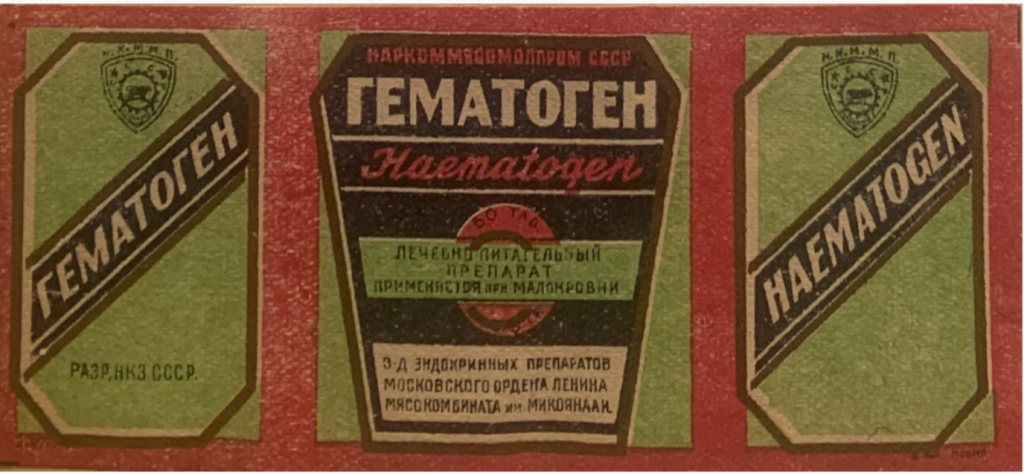 Н.К.М.М.П.
С.С.
ГЕМАТОГЕН
РАЗР. НКЗ СССР.
НАРКОММЯСОМОЛПРОМ СССР
ГЕМАТОГЕН
Haematogen
50 ТАБ.
ЛЕЧЕБНО ПИТАТЕЛЬНЫЙ
ПРЕПАРАТ
ПРИМЕНЯЕТСЯ ПРИ МАЛОКРОВИИ
З-Д ЭНДОКРИННЫХ ПРЕПАРАТОВ
МОСКОВСКОГО ОРДЕНА ЛЕНИНА
МЯСОКОМБИНАТА им. МИКОЯНА
Н.К.М.М.П.
С.С.
HAEMATOGEN